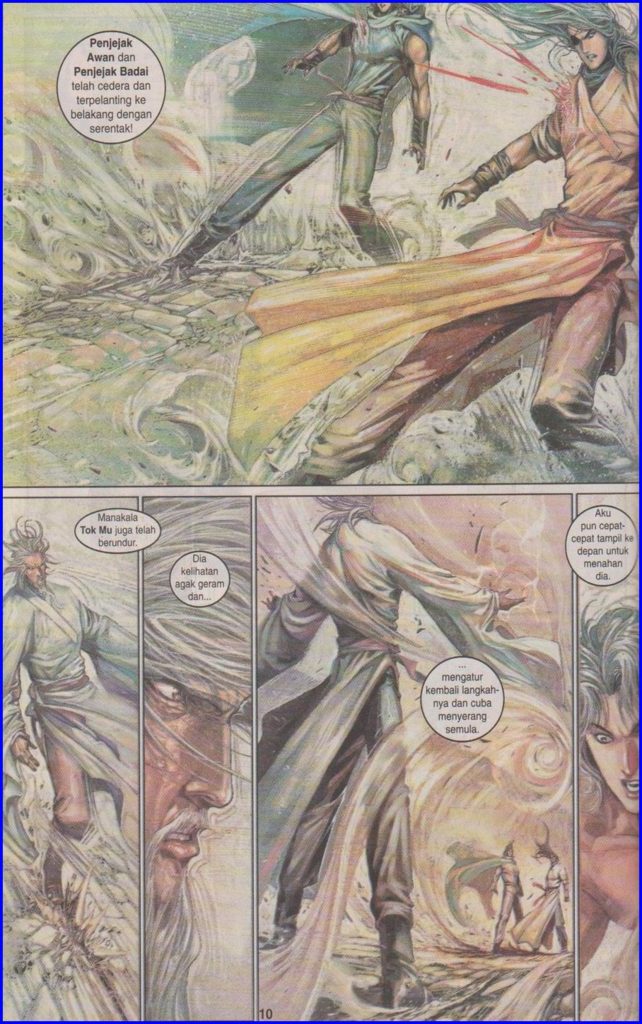 Penjejak
Awan dan
Penjejak Badai
telah cedera dan
terpelanting ke
belakang dengan
serentak!
Manakala
Tok Mu juga telah
berundur.
Dia
kelihatan
agak geram
dan...
...
mengatur
kembali langkah-
nya dan cuba
menyerang
semula.
Aku
pun cepat-
cepat tampil ke
depan untuk
menahan
dia.
10